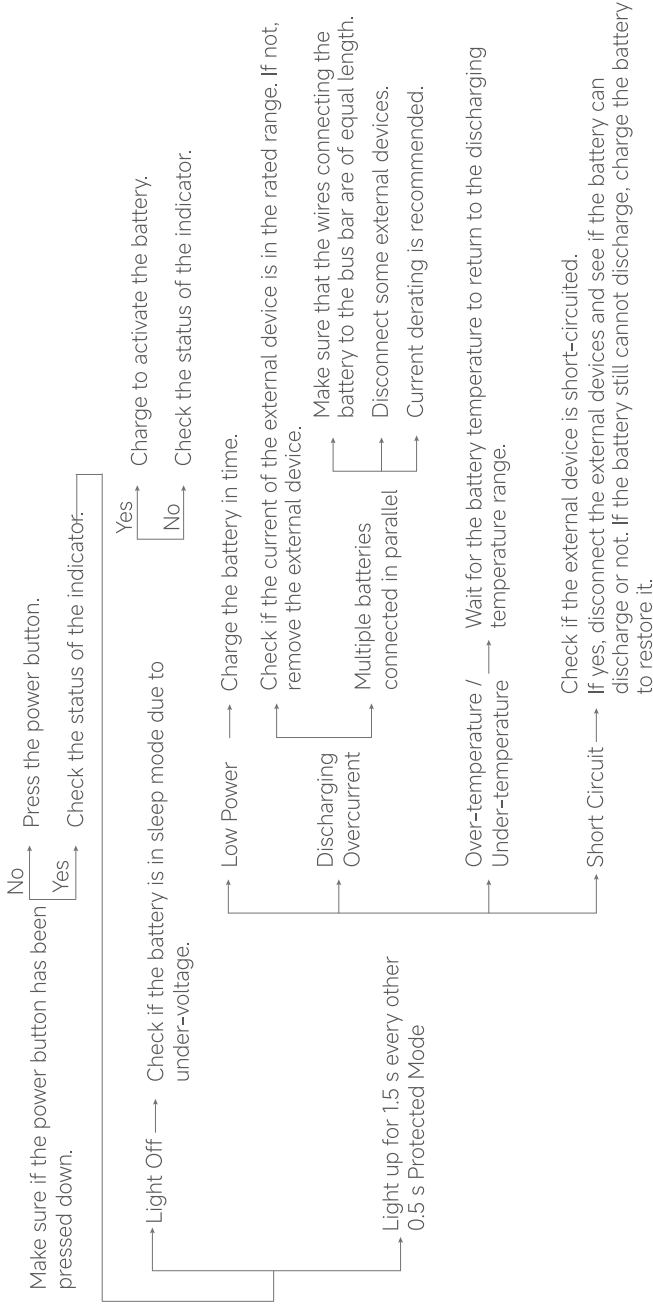 Make sure if the power button has been
pressed down.
No
Press the power button.
Yes
Check the status of the indicator.
Light Off
Check if the battery is in sleep mode due to
under-voltage.
Yes
Charge to activate the battery.
No
Check the status of the indicator.
Light up for 1.5 s every other
0.5 s Protected Mode
Low Power
Charge the battery in time.
Discharging
Overcurrent
Check if the current of the external device is in the rated range. If not,
remove the external device.
Multiple batteries
connected in parallel
Make sure that the wires connecting the
battery to the bus bar are of equal length.
Disconnect some external devices.
Current derating is recommended.
Over-temperature /
Under-temperature
Wait for the battery temperature to return to the discharging
temperature range.
Short Circuit
Check if the external device is short-circuited.
If yes, disconnect the external devices and see if the battery can
discharge or not. If the battery still cannot discharge, charge the battery
to restore it.